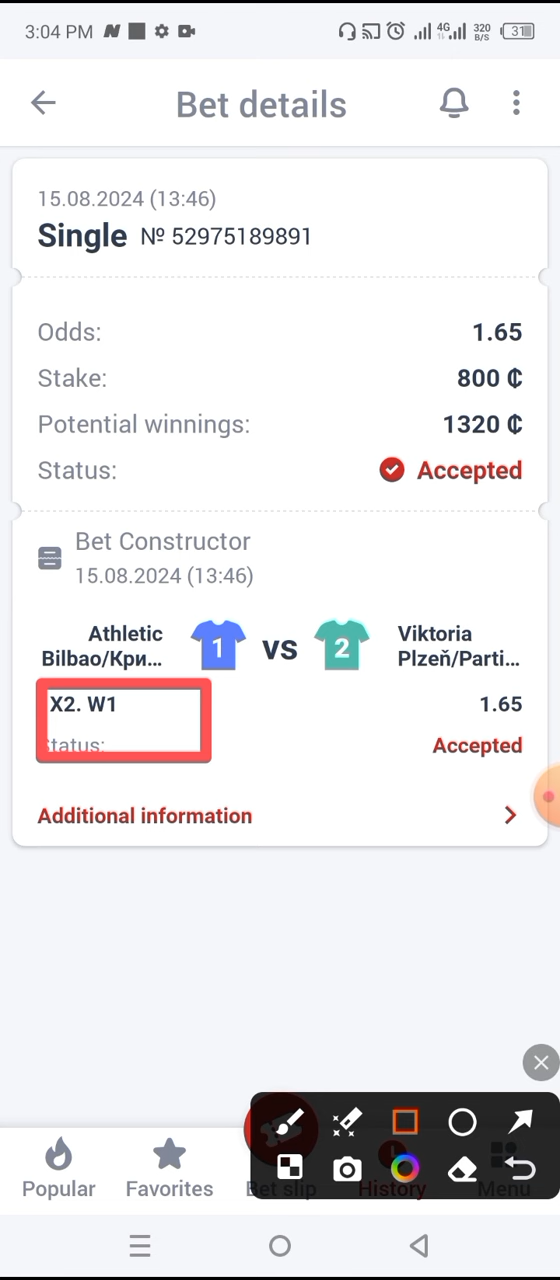 3:04 PM
4G
320
B/S
31
Bet details
15.08.2024 (13:46)
Single № 52975189891
Odds: 1.65
Stake: 800 ₵
Potential winnings: 1320 ₵
Status: Accepted
Bet Constructor
15.08.2024 (13:46)
Athletic
Bilbao/Кри... 1 VS 2 Viktoria
Plzeň/Parti...
X2. W1 1.65
Status: Accepted
Additional information
Popular Favorites Bet slip History Menu